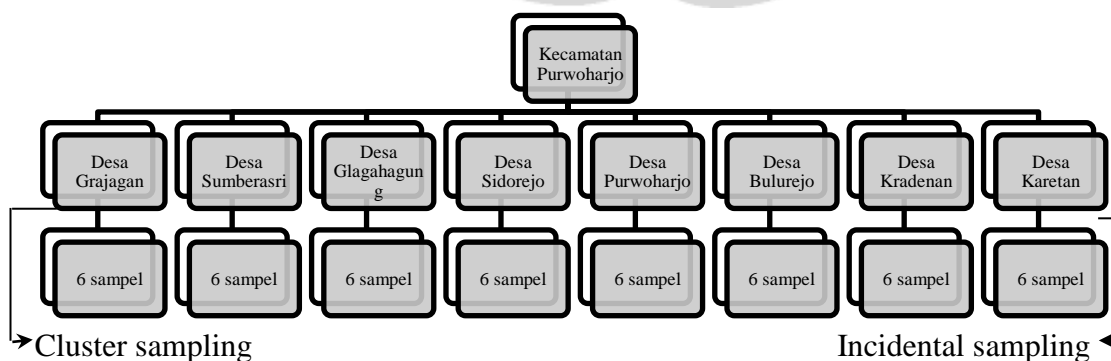 Kecamatan
Purwoharjo
Desa
Grajagan
Desa
Sumberasri
Desa
Glagahagun
g
Desa
Sidorejo
Desa
Purwoharjo
Desa
Bulurejo
Desa
Kradenan
Desa
Karetan
6 sampel
6 sampel
6 sampel
6 sampel
6 sampel
6 sampel
6 sampel
6 sampel
Cluster sampling
Incidental sampling